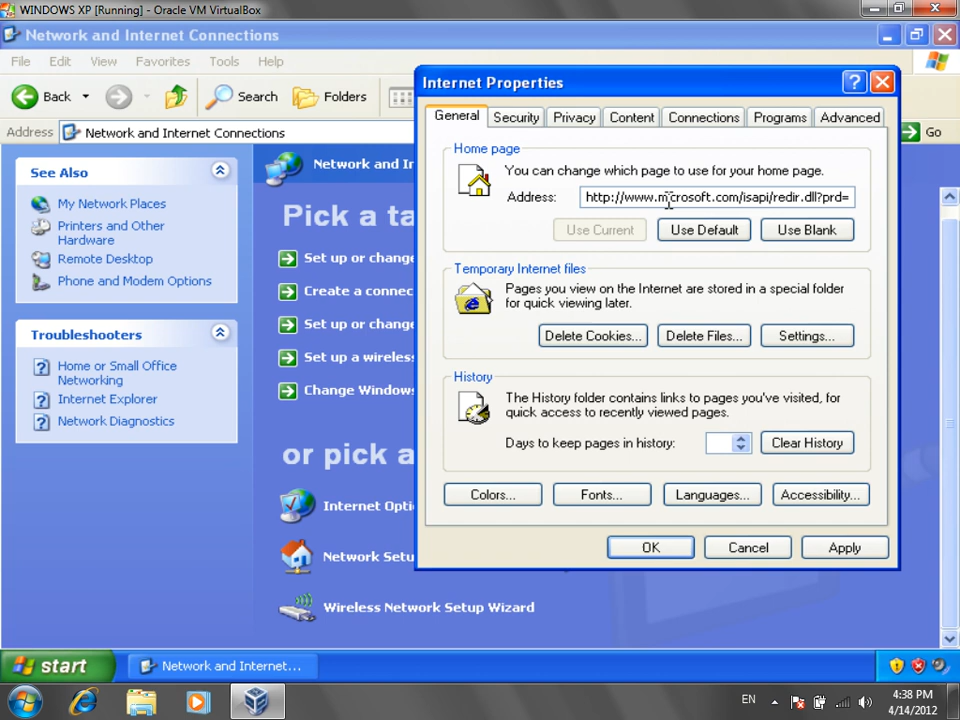 WINDOWS XP [Running] - Oracle VM VirtualBox
Network and Internet Connections
File Edit View Favorites Tools Help
Back Search Folders
Address Network and Internet Connections Go
See Also
My Network Places
Printers and Other
Hardware
Remote Desktop
Phone and Modem Options
Troubleshooters
Home or Small Office
Networking
Internet Explorer
Network Diagnostics
Network and In
Pick a ta
Set up or change
Create a connec
Set up or change
Set up a wireless
Change Windows
or pick a
Internet Opti
Network Setu
Wireless Network Setup Wizard
Internet Properties
General Security Privacy Content Connections Programs Advanced
Home page
You can change which page to use for your home page.
Address: http://www.microsoft.com/isapi/redir.dll?prd=
Use Current Use Default Use Blank
Temporary Internet files
Pages you view on the Internet are stored in a special folder
for quick viewing later.
Delete Cookies... Delete Files... Settings...
History
The History folder contains links to pages you've visited, for
quick access to recently viewed pages.
Days to keep pages in history: Clear History
Colors... Fonts... Languages... Accessibility...
OK Cancel Apply
start Network and Internet...
EN 4:38 PM
4/14/2012